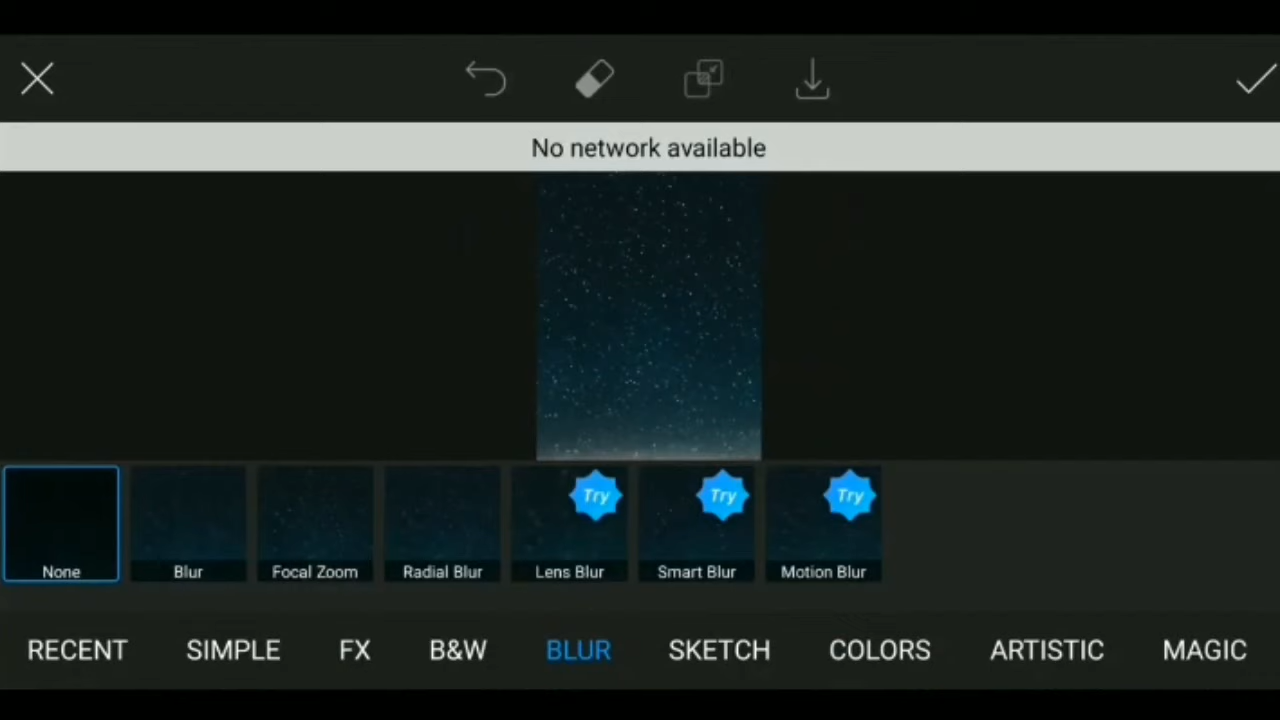 No network available
Try
Try
Try
None
Blur
Focal Zoom
Radial Blur
Lens Blur
Smart Blur
Motion Blur
RECENT
SIMPLE
FX
B&W
BLUR
SKETCH
COLORS
ARTISTIC
MAGIC